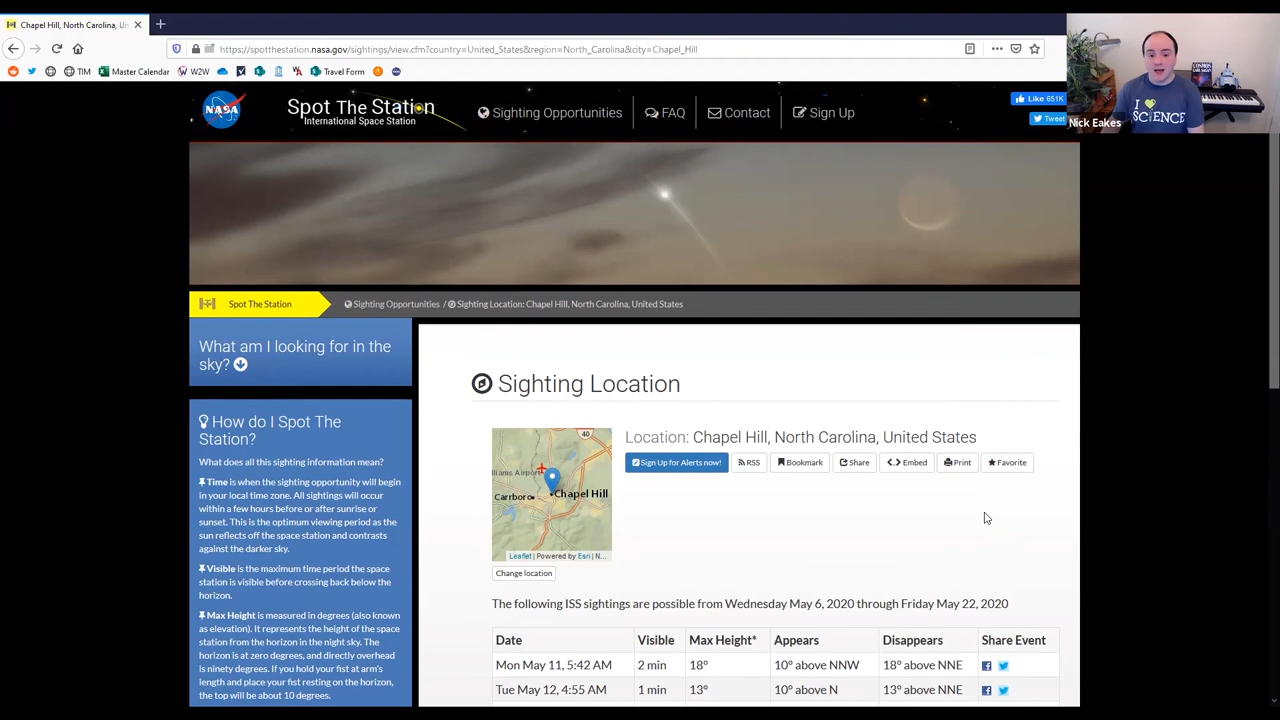 Chapel Hill, North Carolina, Un
https://spotthestation.nasa.gov/sightings/view.cfm?country=United_States&region=North_Carolina&city=Chapel_Hill
TIM
Master Calendar
W2W
Travel Form
COSMOS
CARL SAGAN
I
SCIENCE
Nick Eakes
NASA
Spot The Station
International Space Station
Sighting Opportunities
FAQ
Contact
Sign Up
Like 651K
Tweet
Spot The Station
Sighting Opportunities / Sighting Location: Chapel Hill, North Carolina, United States
What am I looking for in the
sky?
How do I Spot The
Station?
What does all this sighting information mean?
Time is when the sighting opportunity will begin
in your local time zone. All sightings will occur
within a few hours before or after sunrise or
sunset. This is the optimum viewing period as the
sun reflects off the space station and contrasts
against the darker sky.
Visible is the maximum time period the space
station is visible before crossing back below the
horizon.
Max Height is measured in degrees (also known
as elevation). It represents the height of the space
station from the horizon in the night sky. The
horizon is at zero degrees, and directly overhead
is ninety degrees. If you hold your fist at arm's
length and place your fist resting on the horizon,
the top will be about 10 degrees.
Sighting Location
40
lliams Airport
Carrboro
Chapel Hill
Leaflet | Powered by Esri | N...
Change location
Location: Chapel Hill, North Carolina, United States
Sign Up for Alerts now!
RSS
Bookmark
Share
Embed
Print
Favorite
The following ISS sightings are possible from Wednesday May 6, 2020 through Friday May 22, 2020
Date Visible Max Height* Appears Disappears Share Event
Mon May 11, 5:42 AM 2 min 18° 10° above NNW 18° above NNE
Tue May 12, 4:55 AM 1 min 13° 10° above N 13° above NNE